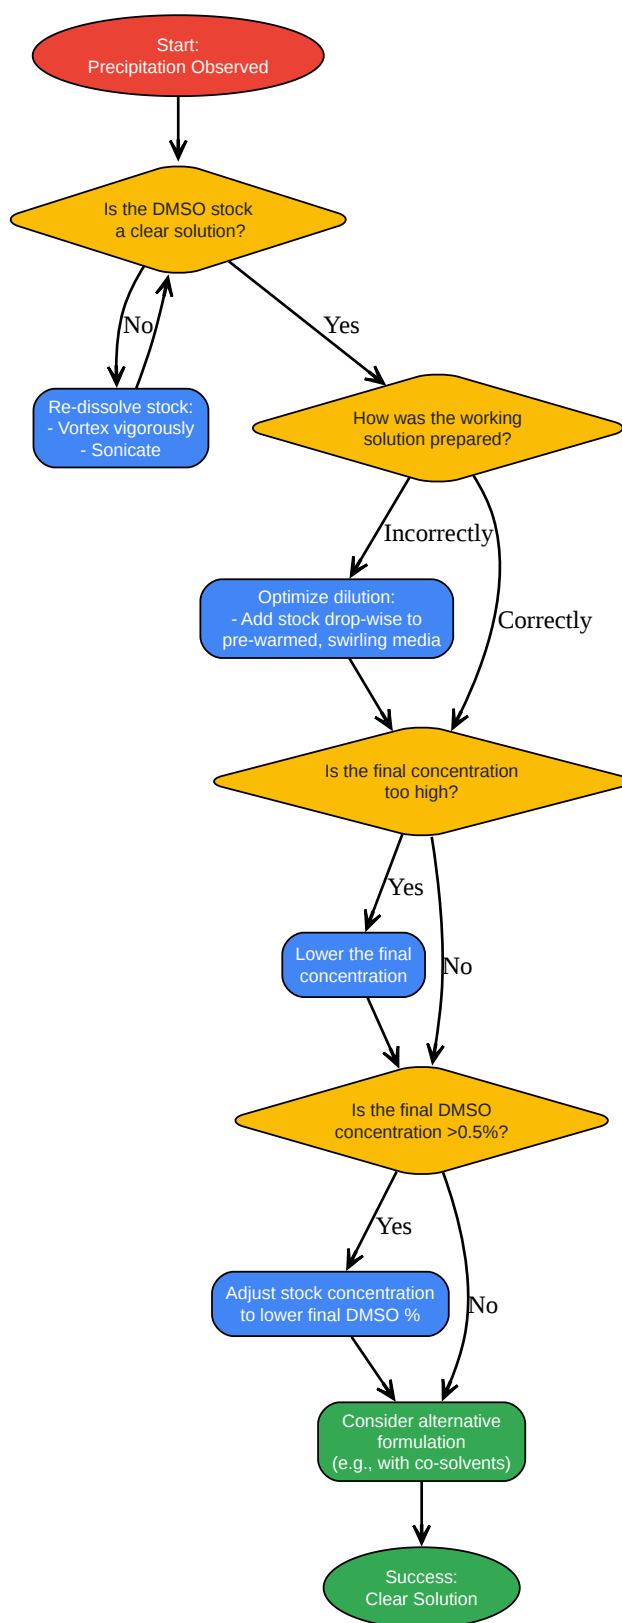 Start:
Precipitation Observed
Is the DMSO stock
a clear solution?
No
Yes
Re-dissolve stock:
- Vortex vigorously
- Sonicate
How was the working
solution prepared?
Incorrectly
Optimize dilution:
- Add stock drop-wise to
pre-warmed, swirling media
Correctly
Is the final concentration
too high?
Yes
Lower the final
concentration
No
Is the final DMSO
concentration >0.5%?
Yes
Adjust stock concentration
to lower final DMSO %
No
Consider alternative
formulation
(e.g., with co-solvents)
Success:
Clear Solution